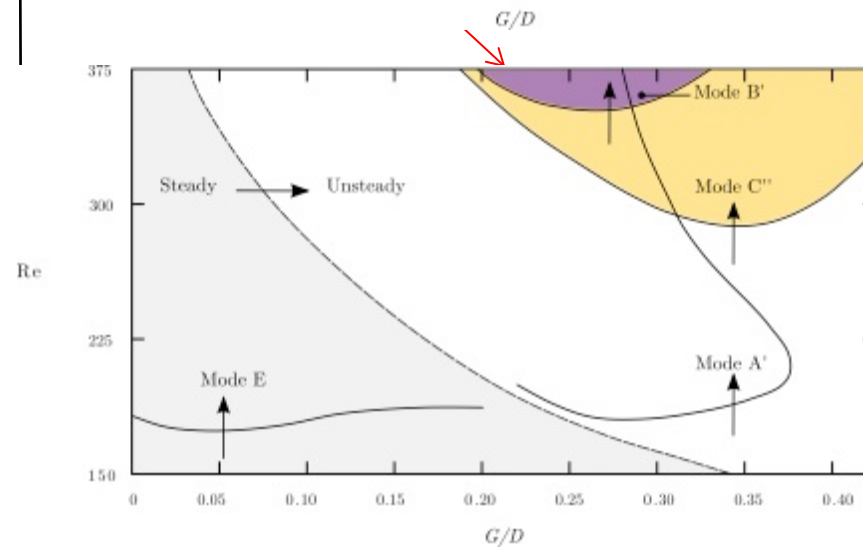 G/D
375
Mode B'
Steady
Unsteady
Mode C''
300
Re
225
Mode A'
Mode E
150
0 0.05 0.10 0.15 0.20 0.25 0.30 0.35 0.40
G/D